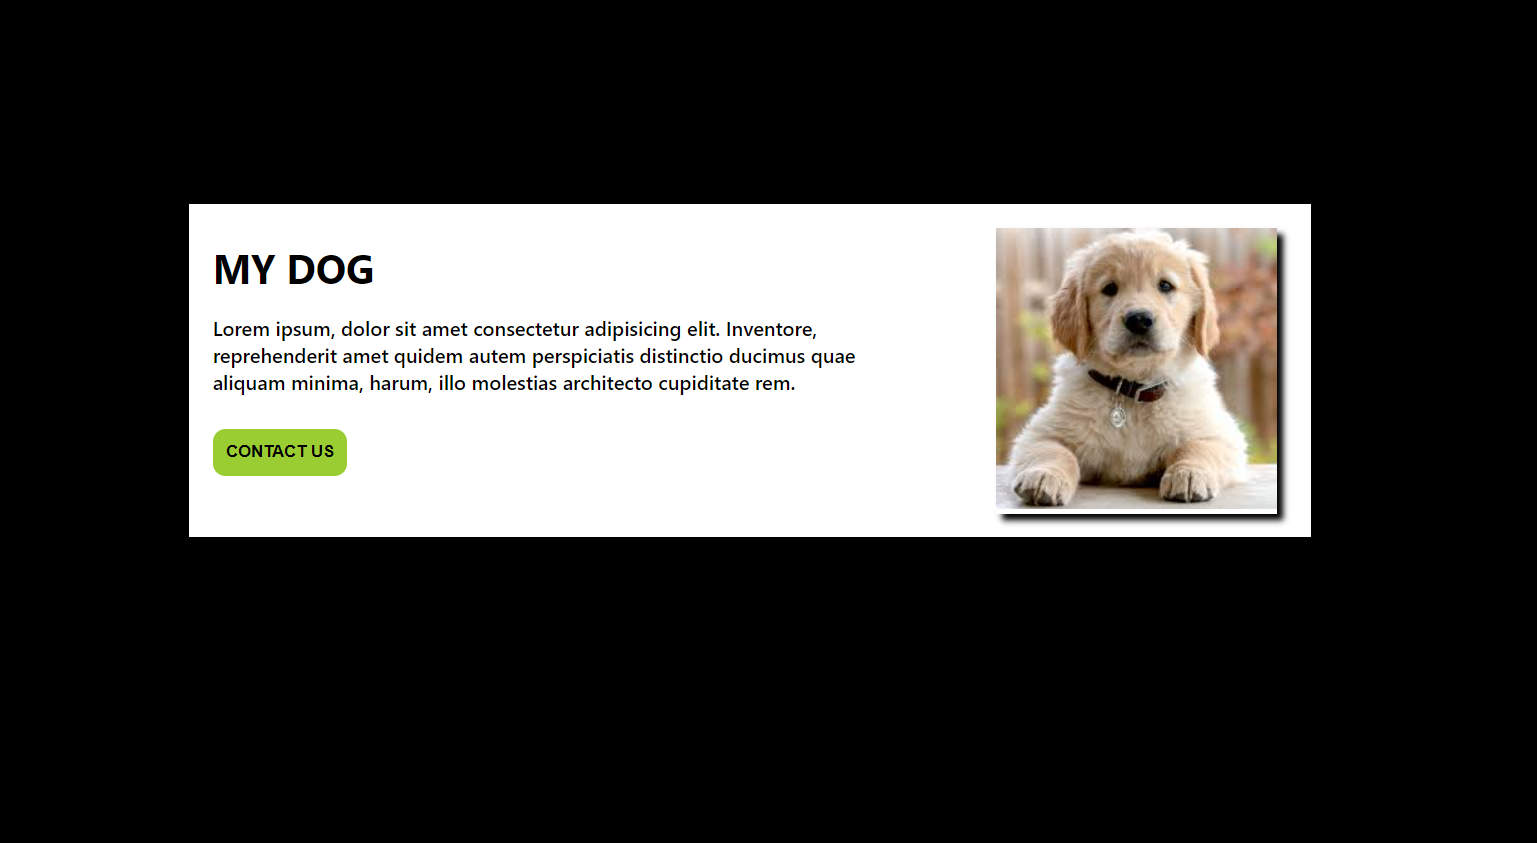 MY DOG
Lorem ipsum, dolor sit amet consectetur adipisicing elit. Inventore,
reprehenderit amet quidem autem perspiciatis distinctio ducimus quae
aliquam minima, harum, illo molestias architecto cupiditate rem.
CONTACT US